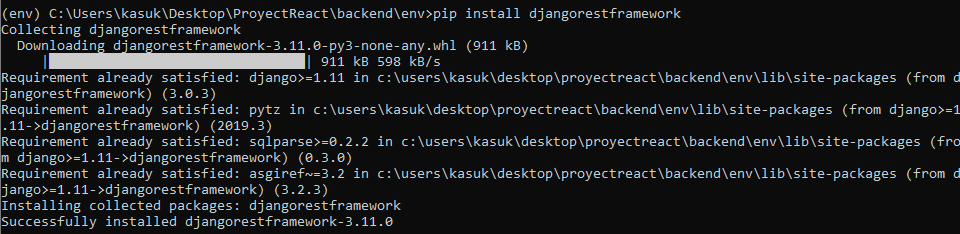 (env) C:\Users\kasuk\Desktop\ProyectReact\backend\env>pip install djangorestframework
Collecting djangorestframework
  Downloading djangorestframework-3.11.0-py3-none-any.whl (911 kB)
     |████████████████████████████████| 911 kB 598 kB/s
Requirement already satisfied: django>=1.11 in c:\users\kasuk\desktop\proyectreact\backend\env\lib\site-packages (from d
jangorestframework) (3.0.3)
Requirement already satisfied: pytz in c:\users\kasuk\desktop\proyectreact\backend\env\lib\site-packages (from django>=1
.11->djangorestframework) (2019.3)
Requirement already satisfied: sqlparse>=0.2.2 in c:\users\kasuk\desktop\proyectreact\backend\env\lib\site-packages (fro
m django>=1.11->djangorestframework) (0.3.0)
Requirement already satisfied: asgiref~=3.2 in c:\users\kasuk\desktop\proyectreact\backend\env\lib\site-packages (from d
jango>=1.11->djangorestframework) (3.2.3)
Installing collected packages: djangorestframework
Successfully installed djangorestframework-3.11.0